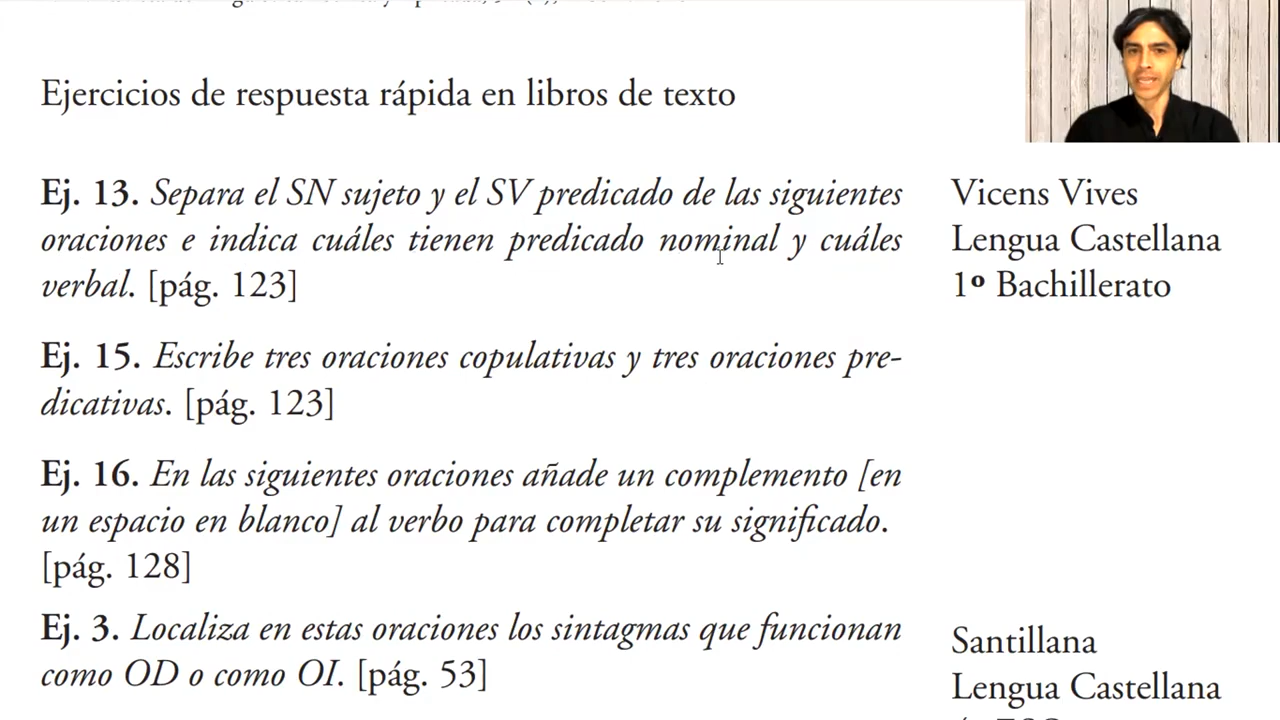 Ejercicios de respuesta rápida en libros de texto
Ej. 13. Separa el SN sujeto y el SV predicado de las siguientes
oraciones e indica cuáles tienen predicado nominal y cuáles
verbal. [pág. 123]
Vicens Vives
Lengua Castellana
1º Bachillerato
Ej. 15. Escribe tres oraciones copulativas y tres oraciones pre-
dicativas. [pág. 123]
Ej. 16. En las siguientes oraciones añade un complemento [en
un espacio en blanco] al verbo para completar su significado.
[pág. 128]
Ej. 3. Localiza en estas oraciones los sintagmas que funcionan
como OD o como OI. [pág. 53]
Santillana
Lengua Castellana